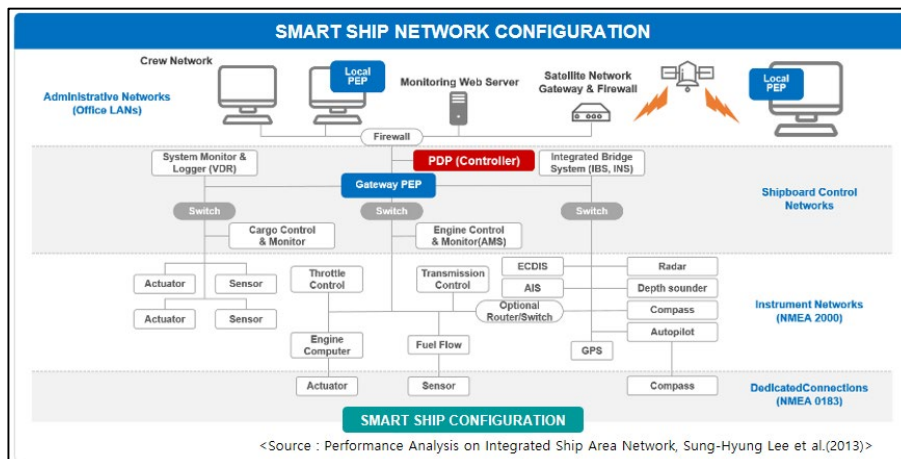 SMART SHIP NETWORK CONFIGURATION
Crew Network
Local
PEP
Monitoring Web Server
Satellite Network
Gateway & Firewall
Local
PEP
Administrative Networks
(Office LANs)
Firewall
System Monitor &
Logger (VDR)
PDP (Controller)
Integrated Bridge
System (IBS, INS)
Gateway PEP
Shipboard Control
Networks
Switch
Switch
Switch
Cargo Control
& Monitor
Engine Control
& Monitor(AMS)
Throttle
Control
Transmission
Control
ECDIS
Radar
Actuator
Sensor
AIS
Depth sounder
Optional
Router/Switch
Compass
Instrument Networks
(NMEA 2000)
Actuator
Sensor
Autopilot
Engine
Computer
Fuel Flow
GPS
Actuator
Sensor
Compass
DedicatedConnections
(NMEA 0183)
SMART SHIP CONFIGURATION
<Source : Performance Analysis on Integrated Ship Area Network, Sung-Hyung Lee et al.(2013)>